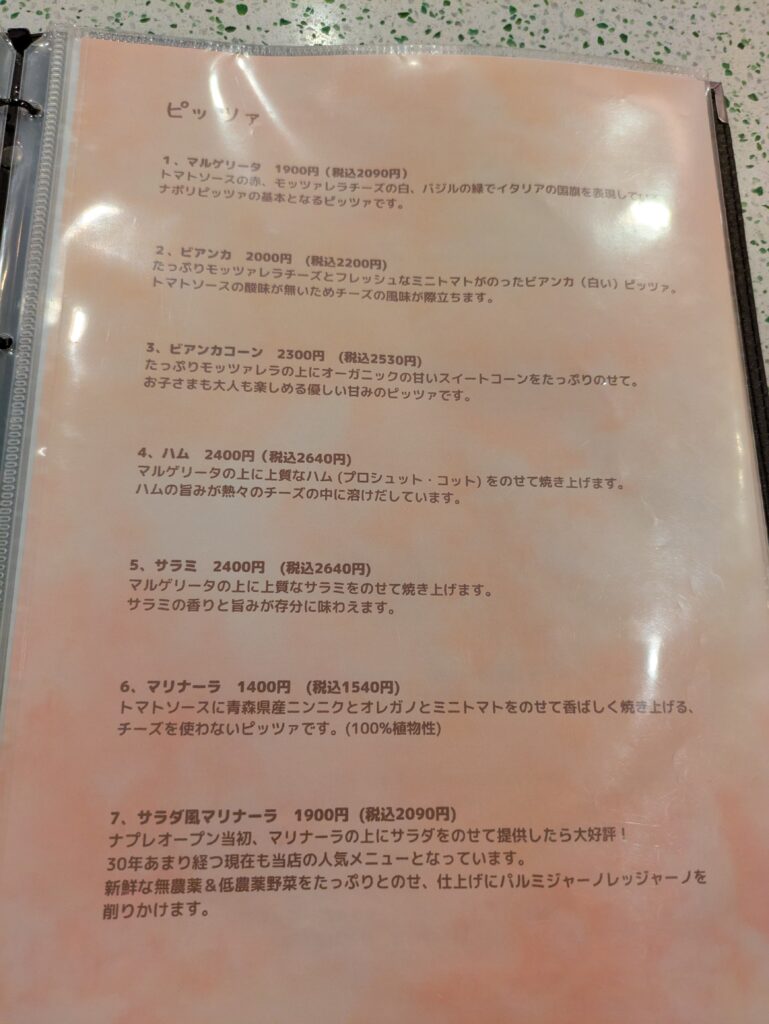 ピッツァ
1、マルゲリータ 1900円（税込2090円）
トマトソースの赤、モッツァレラチーズの白、バジルの緑でイタリアの国旗を表現してい
ナポリピッツァの基本となるピッツァです。
2、ビアンカ 2000円 （税込2200円）
たっぷりモッツァレラチーズとフレッシュなミニトマトがのったビアンカ（白い）ピッツァ。
トマトソースの酸味が無いためチーズの風味が際立ちます。
3、ビアンカコーン 2300円 （税込2530円）
たっぷりモッツァレラの上にオーガニックの甘いスイートコーンをたっぷりのせて。
お子さまも大人も楽しめる優しい甘みのピッツァです。
4、ハム 2400円（税込2640円）
マルゲリータの上に上質なハム (プロシュット・コット) をのせて焼き上げます。
ハムの旨みが熱々のチーズの中に溶けだしています。
5、サラミ 2400円 （税込2640円）
マルゲリータの上に上質なサラミをのせて焼き上げます。
サラミの香りと旨みが存分に味わえます。
6、マリナーラ 1400円 （税込1540円）
トマトソースに青森県産ニンニクとオレガノとミニトマトをのせて香ばしく焼き上げる、
チーズを使わないピッツァです。(100%植物性)
7、サラダ風マリナーラ 1900円（税込2090円）
ナプレオープン当初、マリナーラの上にサラダをのせて提供したら大好評！
30年あまり経つ現在も当店の人気メニューとなっています。
新鮮な無農薬＆低農薬野菜をたっぷりとのせ、仕上げにパルミジャーノレッジャーノを
削りかけます。